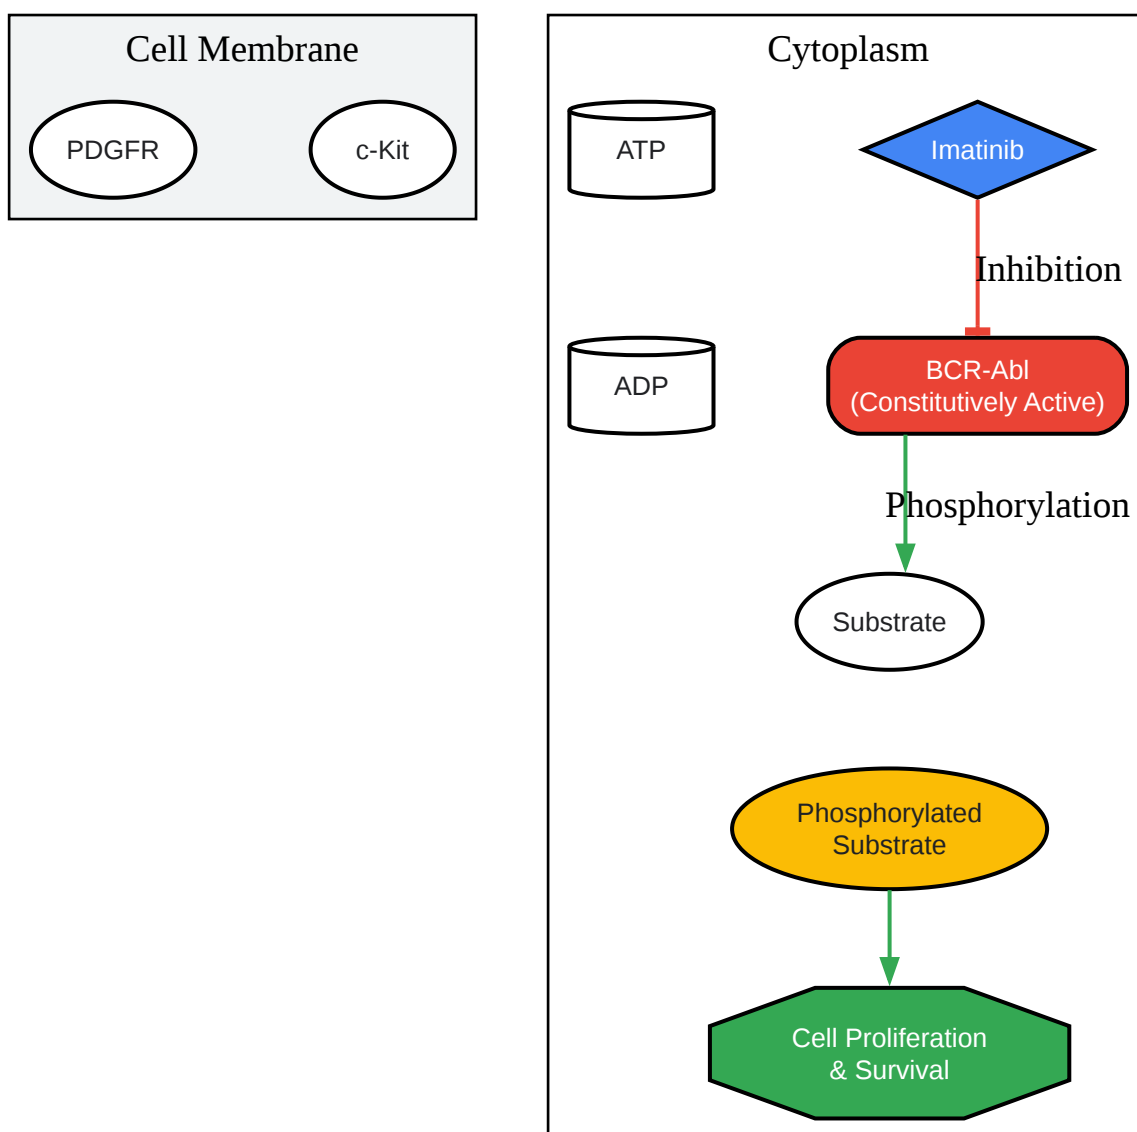 Cell Membrane
PDGFR
c-Kit
Cytoplasm
ATP
Imatinib
Inhibition
ADP
BCR-Abl
(Constitutively Active)
Phosphorylation
Substrate
Phosphorylated
Substrate
Cell Proliferation
& Survival